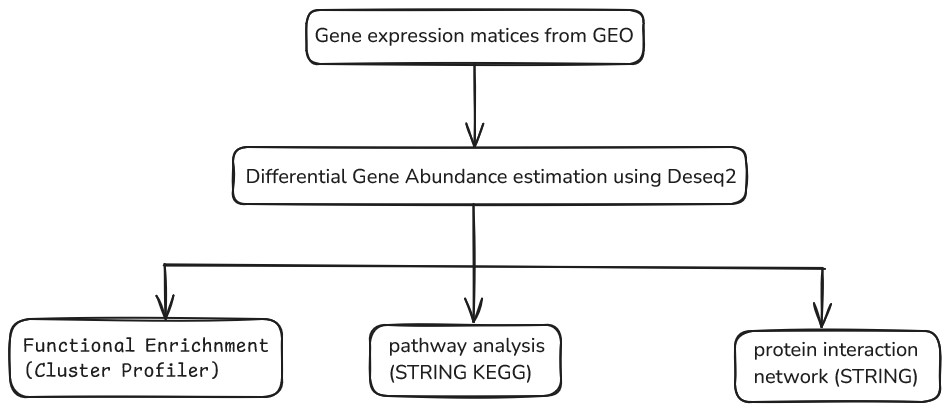 Gene expression matices from GEO
Differential Gene Abundance estimation using Deseq2
Functional Enrichnment
(Cluster Profiler)
pathway analysis
(STRING KEGG)
protein interaction
network (STRING)